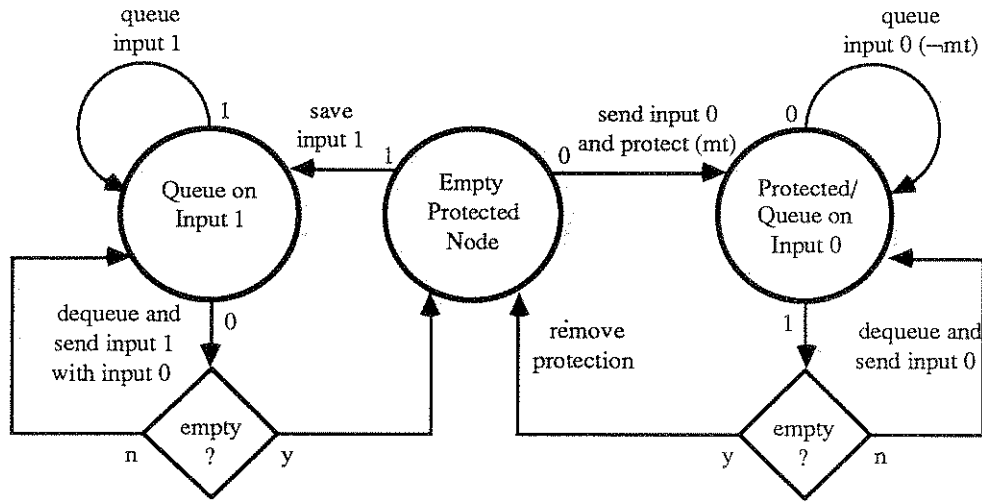 queue
input 1
1
save
input 1
1
Queue on
Input 1
Empty
Protected
Node
0
send input 0
and protect (mt)
queue
input 0 (¬mt)
0
Protected/
Queue on
Input 0
0
dequeue and
send input 1
with input 0
remove
protection
1
dequeue and
send input 0
empty
?
n
y
empty
?
y
n